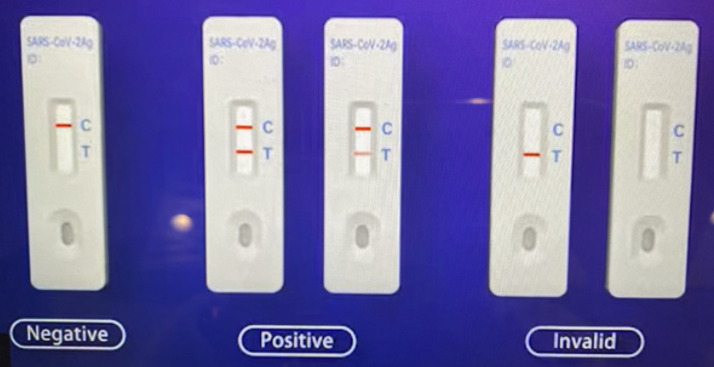 SARS-CoV-2Ag
ID:
C
T
SARS-CoV-2Ag
ID:
C
T
SARS-CoV-2Ag
ID:
C
T
SARS-CoV-2Ag
ID:
C
T
SARS-CoV-2Ag
ID:
C
T
Negative
Positive
Invalid